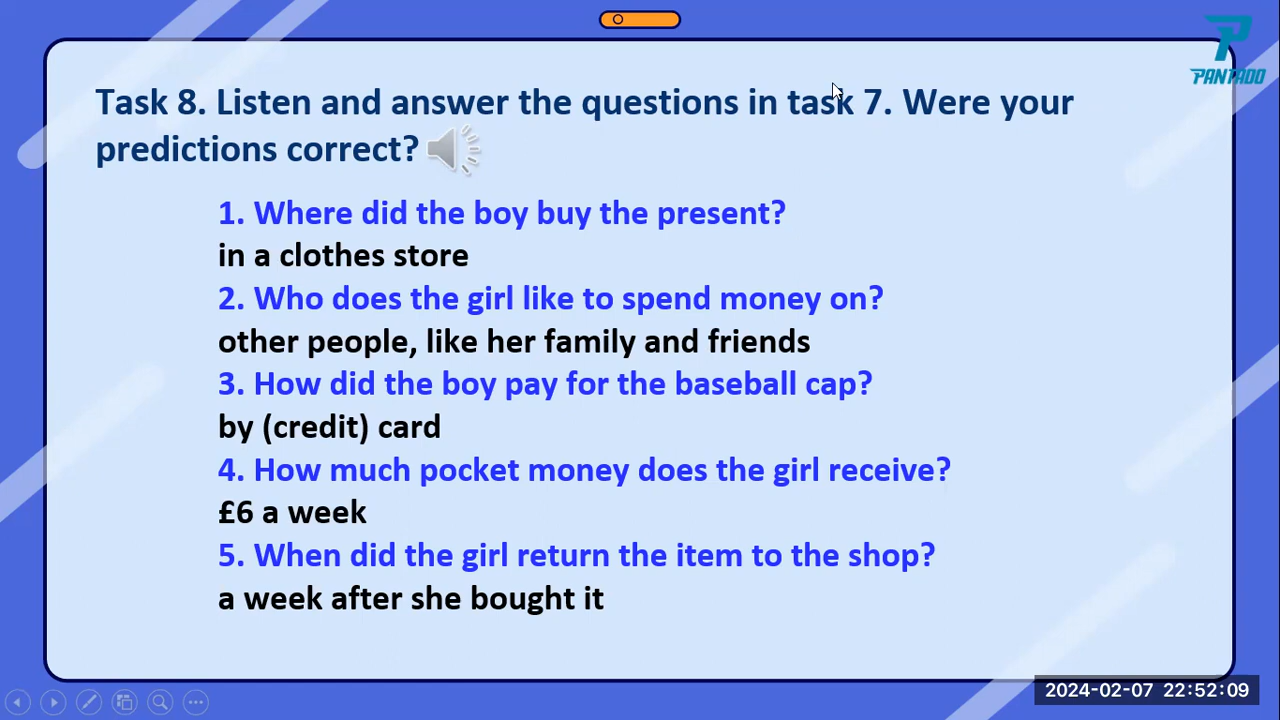 PANTADO
Task 8. Listen and answer the questions in task 7. Were your
predictions correct?
1. Where did the boy buy the present?
in a clothes store
2. Who does the girl like to spend money on?
other people, like her family and friends
3. How did the boy pay for the baseball cap?
by (credit) card
4. How much pocket money does the girl receive?
£6 a week
5. When did the girl return the item to the shop?
a week after she bought it
2024-02-07 22:52:09